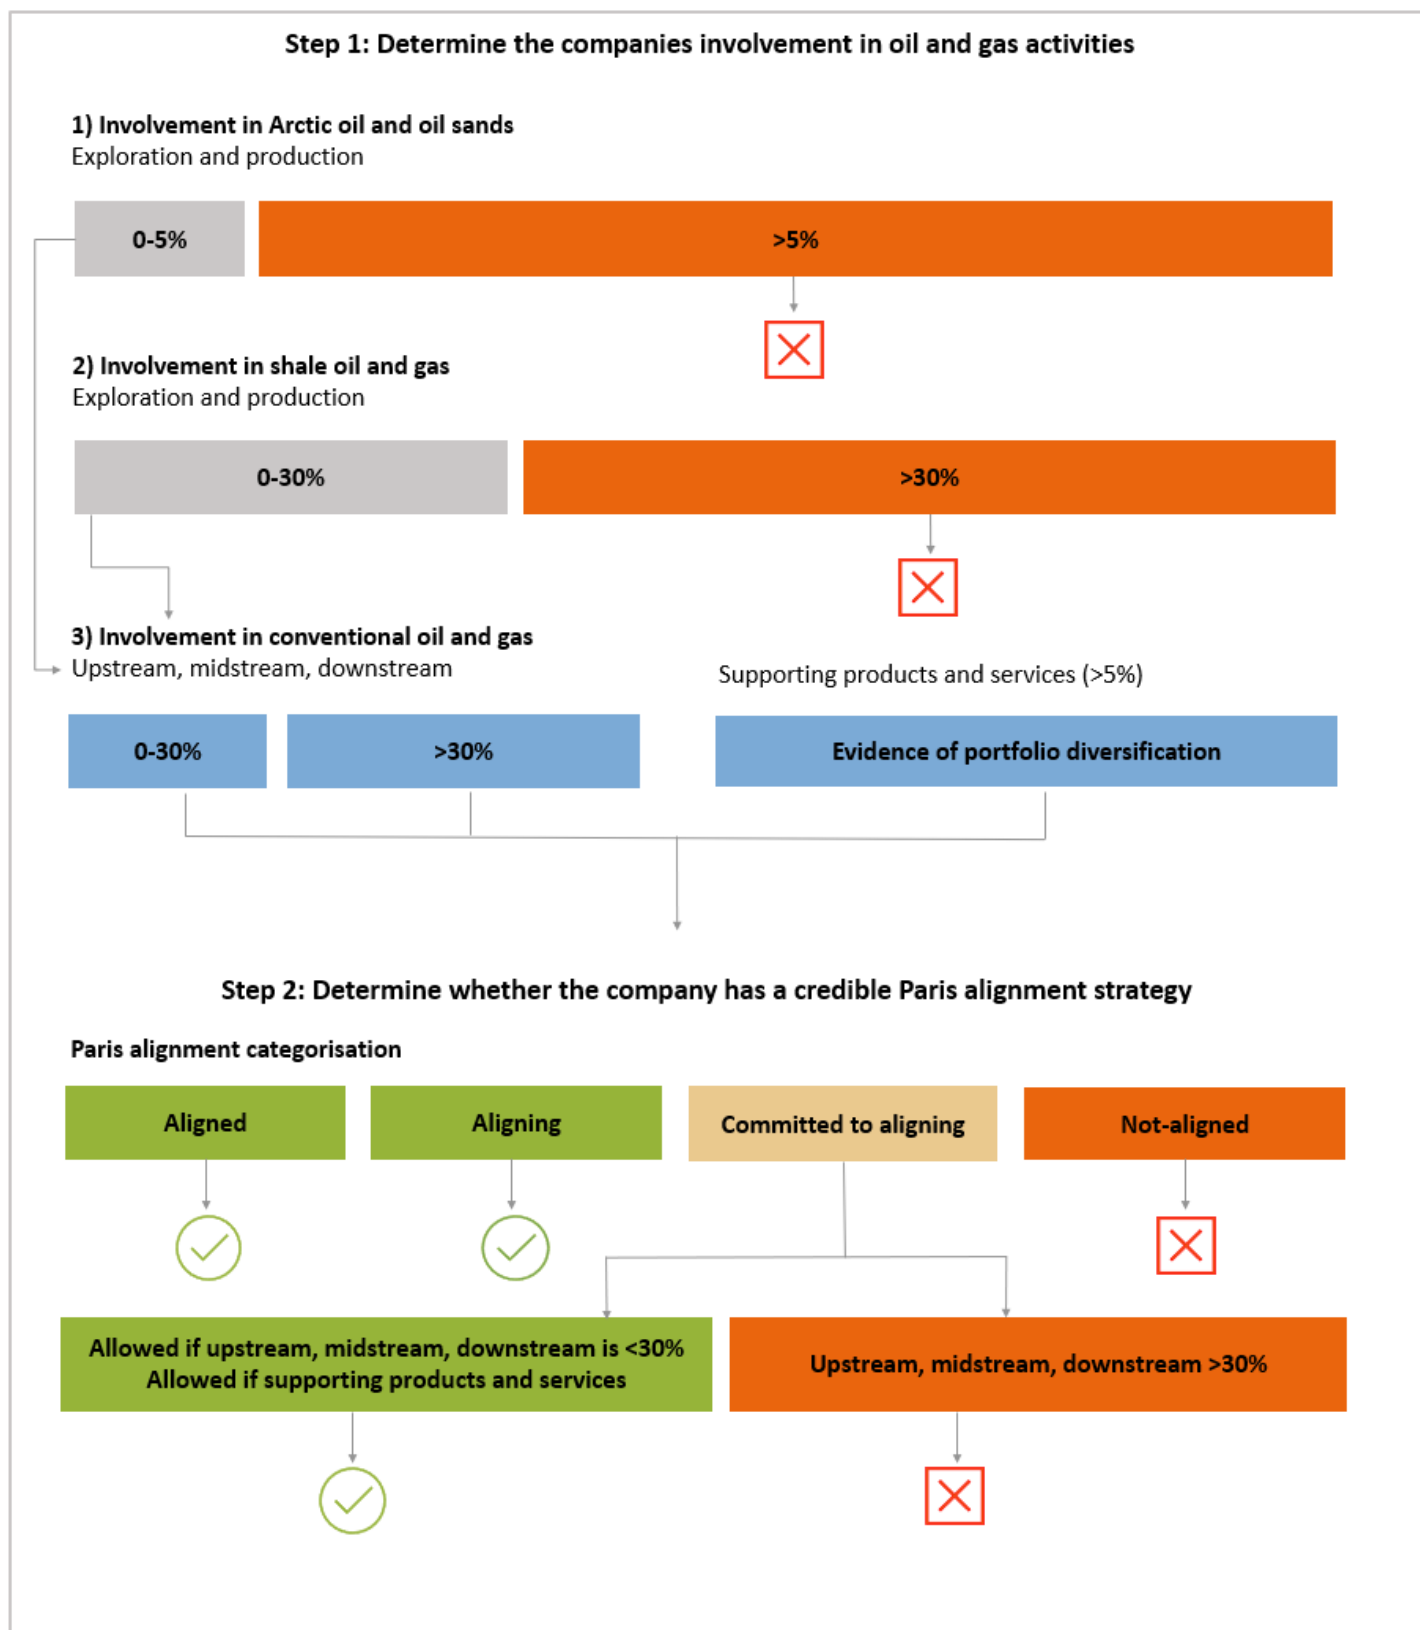 Step 1: Determine the companies involvement in oil and gas activities
1) Involvement in Arctic oil and oil sands
Exploration and production
0-5%
>5%
2) Involvement in shale oil and gas
Exploration and production
0-30%
>30%
3) Involvement in conventional oil and gas
Upstream, midstream, downstream
Supporting products and services (>5%)
0-30%
>30%
Evidence of portfolio diversification
Step 2: Determine whether the company has a credible Paris alignment strategy
Paris alignment categorisation
Aligned
Aligning
Committed to aligning
Not-aligned
Allowed if upstream, midstream, downstream is <30%
Allowed if supporting products and services
Upstream, midstream, downstream >30%